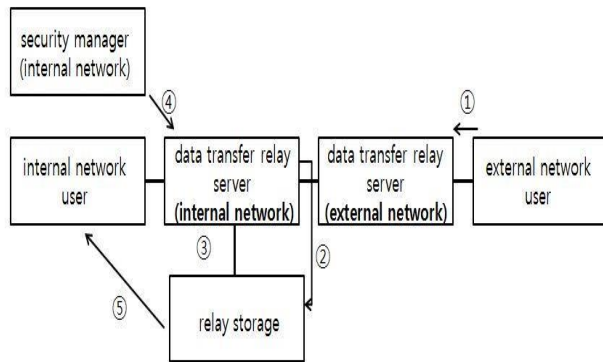 security manager
(internal network)
④
①
internal network
user
data transfer relay
server
(internal network)
data transfer relay
server
(external network)
external network
user
③
②
⑤
relay storage